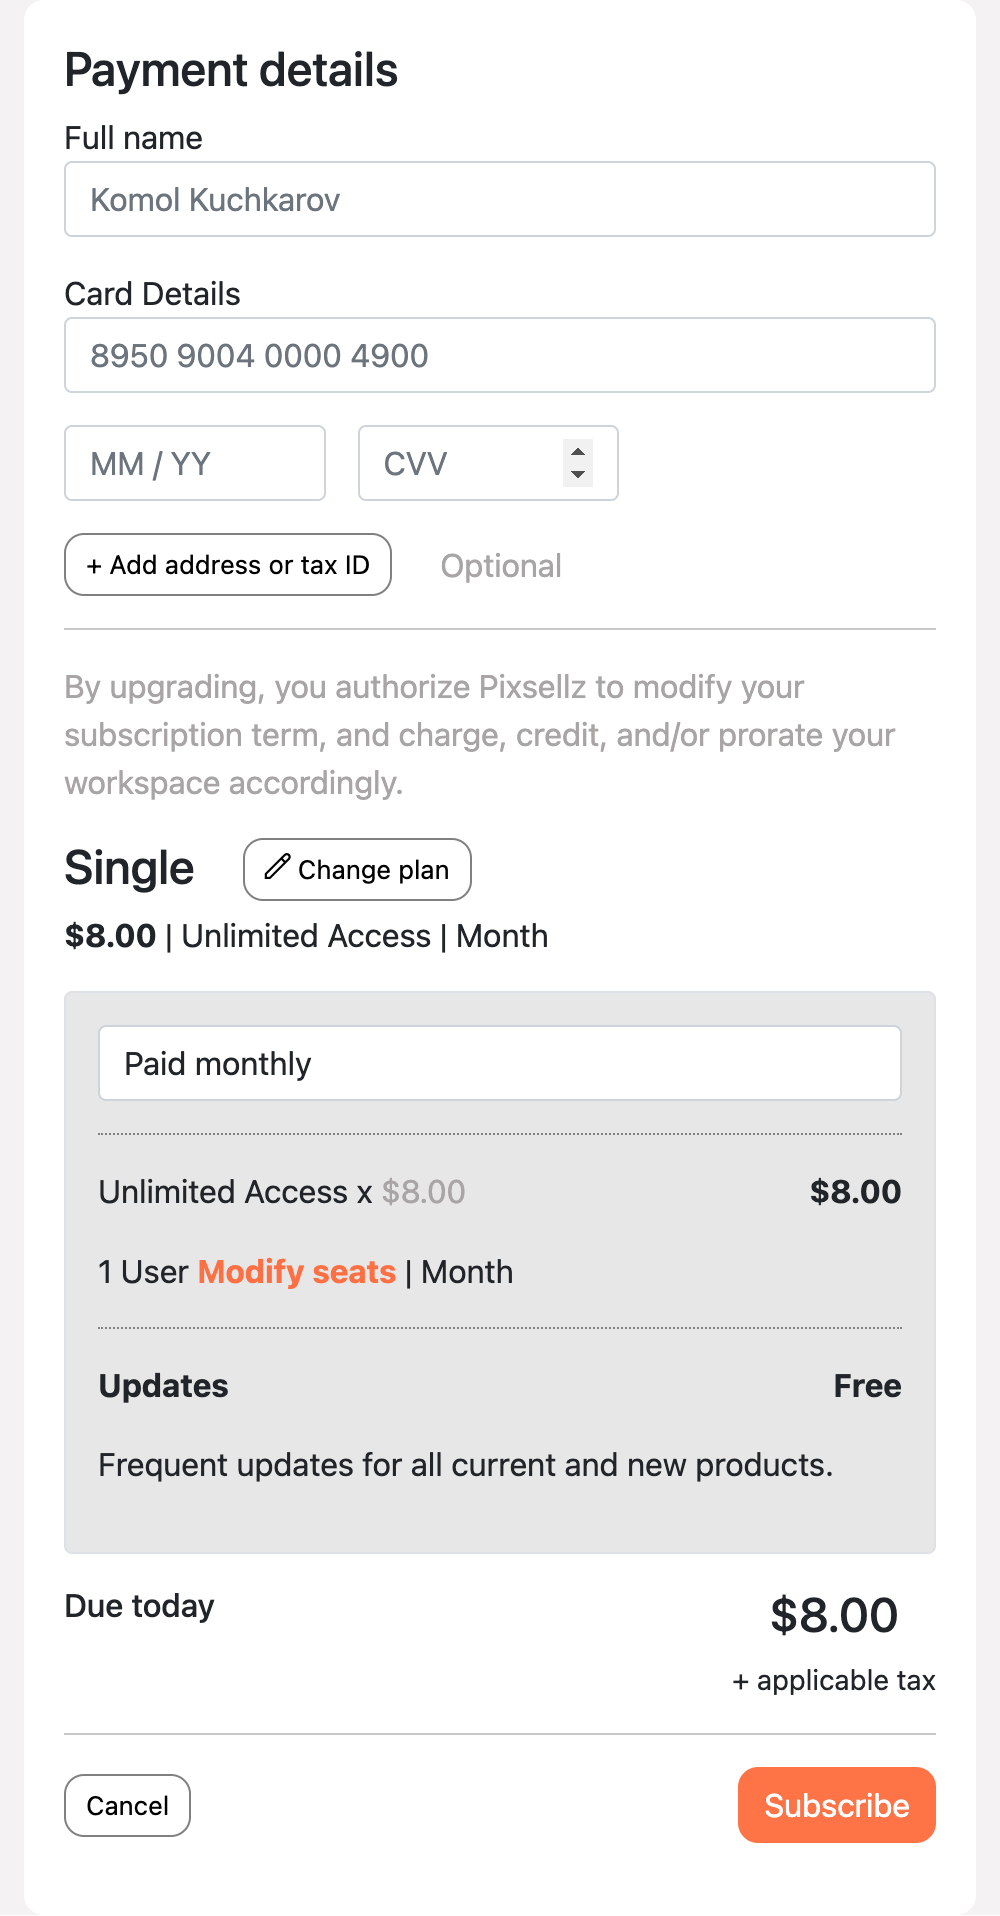 Payment details
Full name
Komol Kuchkarov
Card Details
8950 9004 0000 4900
MM / YY CVV
+ Add address or tax ID Optional
By upgrading, you authorize Pixsellz to modify your
subscription term, and charge, credit, and/or prorate your
workspace accordingly.
Single Change plan
$8.00 | Unlimited Access | Month
Paid monthly
Unlimited Access x $8.00 $8.00
1 User Modify seats | Month
Updates Free
Frequent updates for all current and new products.
Due today $8.00
+ applicable tax
Cancel Subscribe